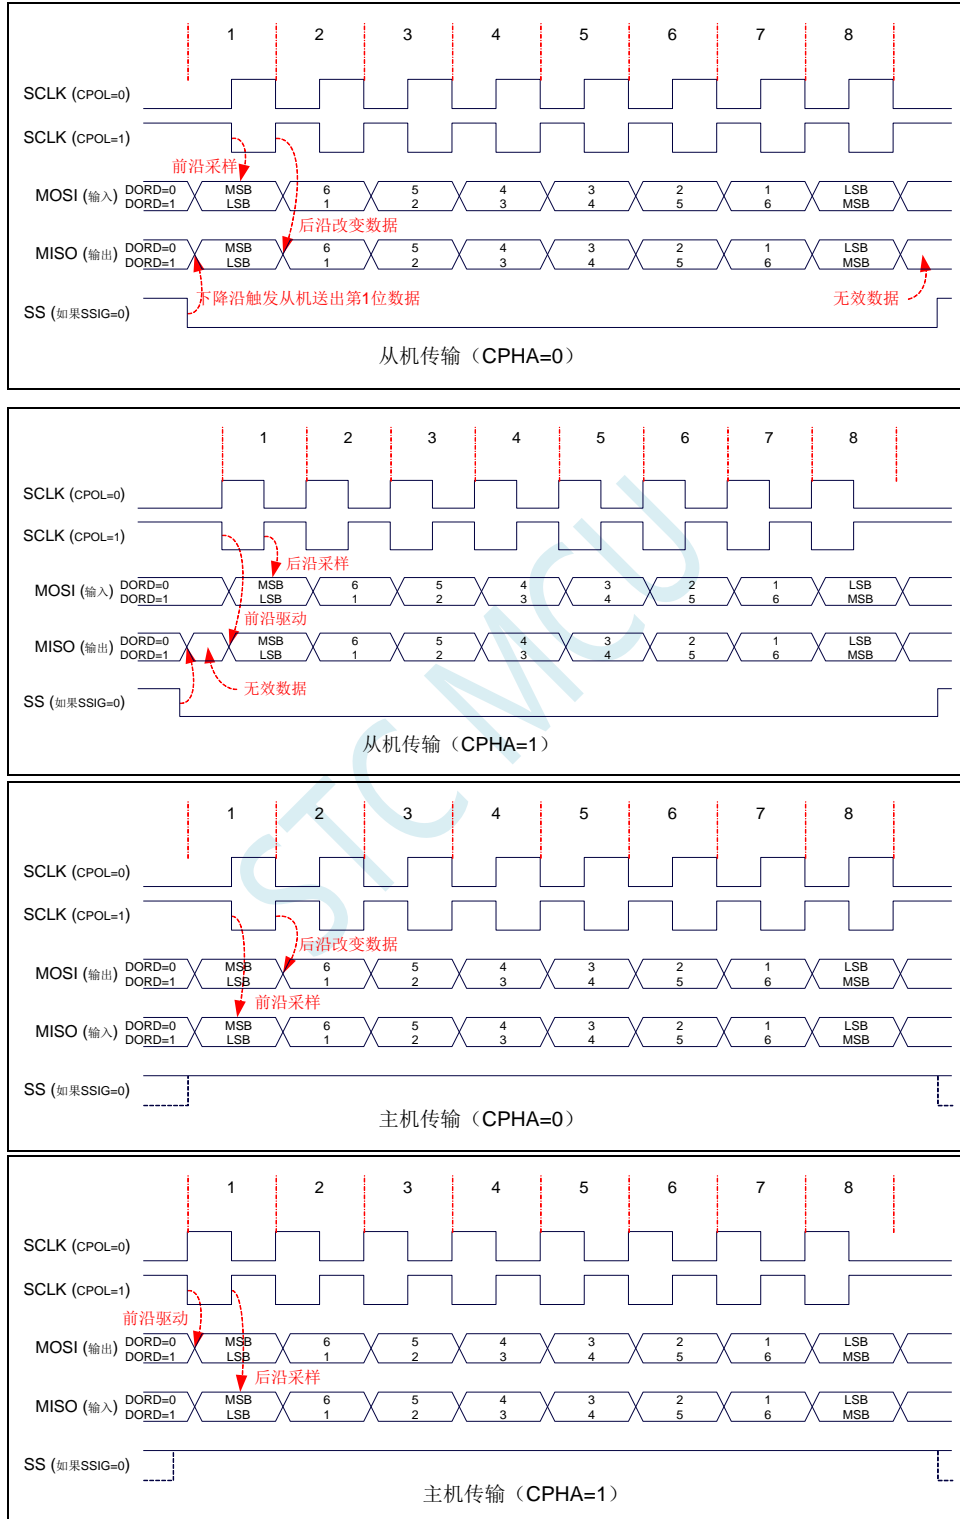 1 2 3 4 5 6 7 8
SCLK (CPOL=0)
SCLK (CPOL=1)
前沿采样
MOSI (输入) DORD=0 MSB 6 5 4 3 2 1 LSB
DORD=1 LSB 1 2 3 4 5 6 MSB
后沿改变数据
MISO (输出) DORD=0 MSB 6 5 4 3 2 1 LSB
DORD=1 LSB 1 2 3 4 5 6 MSB
下降沿触发从机送出第1位数据 无效数据
SS (如果SSIG=0)
从机传输（CPHA=0）
1 2 3 4 5 6 7 8
SCLK (CPOL=0)
SCLK (CPOL=1)
后沿采样
MOSI (输入) DORD=0 MSB 6 5 4 3 2 1 LSB
DORD=1 LSB 1 2 3 4 5 6 MSB
前沿驱动
MISO (输出) DORD=0 MSB 6 5 4 3 2 1 LSB
DORD=1 LSB 1 2 3 4 5 6 MSB
无效数据
SS (如果SSIG=0)
从机传输（CPHA=1）
STC MCU
1 2 3 4 5 6 7 8
SCLK (CPOL=0)
SCLK (CPOL=1)
后沿改变数据
MOSI (输出) DORD=0 MSB 6 5 4 3 2 1 LSB
DORD=1 LSB 1 2 3 4 5 6 MSB
前沿采样
MISO (输入) DORD=0 MSB 6 5 4 3 2 1 LSB
DORD=1 LSB 1 2 3 4 5 6 MSB
SS (如果SSIG=0)
主机传输（CPHA=0）
1 2 3 4 5 6 7 8
SCLK (CPOL=0)
SCLK (CPOL=1)
前沿驱动
MOSI (输出) DORD=0 MSB 6 5 4 3 2 1 LSB
DORD=1 LSB 1 2 3 4 5 6 MSB
后沿采样
MISO (输入) DORD=0 MSB 6 5 4 3 2 1 LSB
DORD=1 LSB 1 2 3 4 5 6 MSB
SS (如果SSIG=0)
主机传输（CPHA=1）